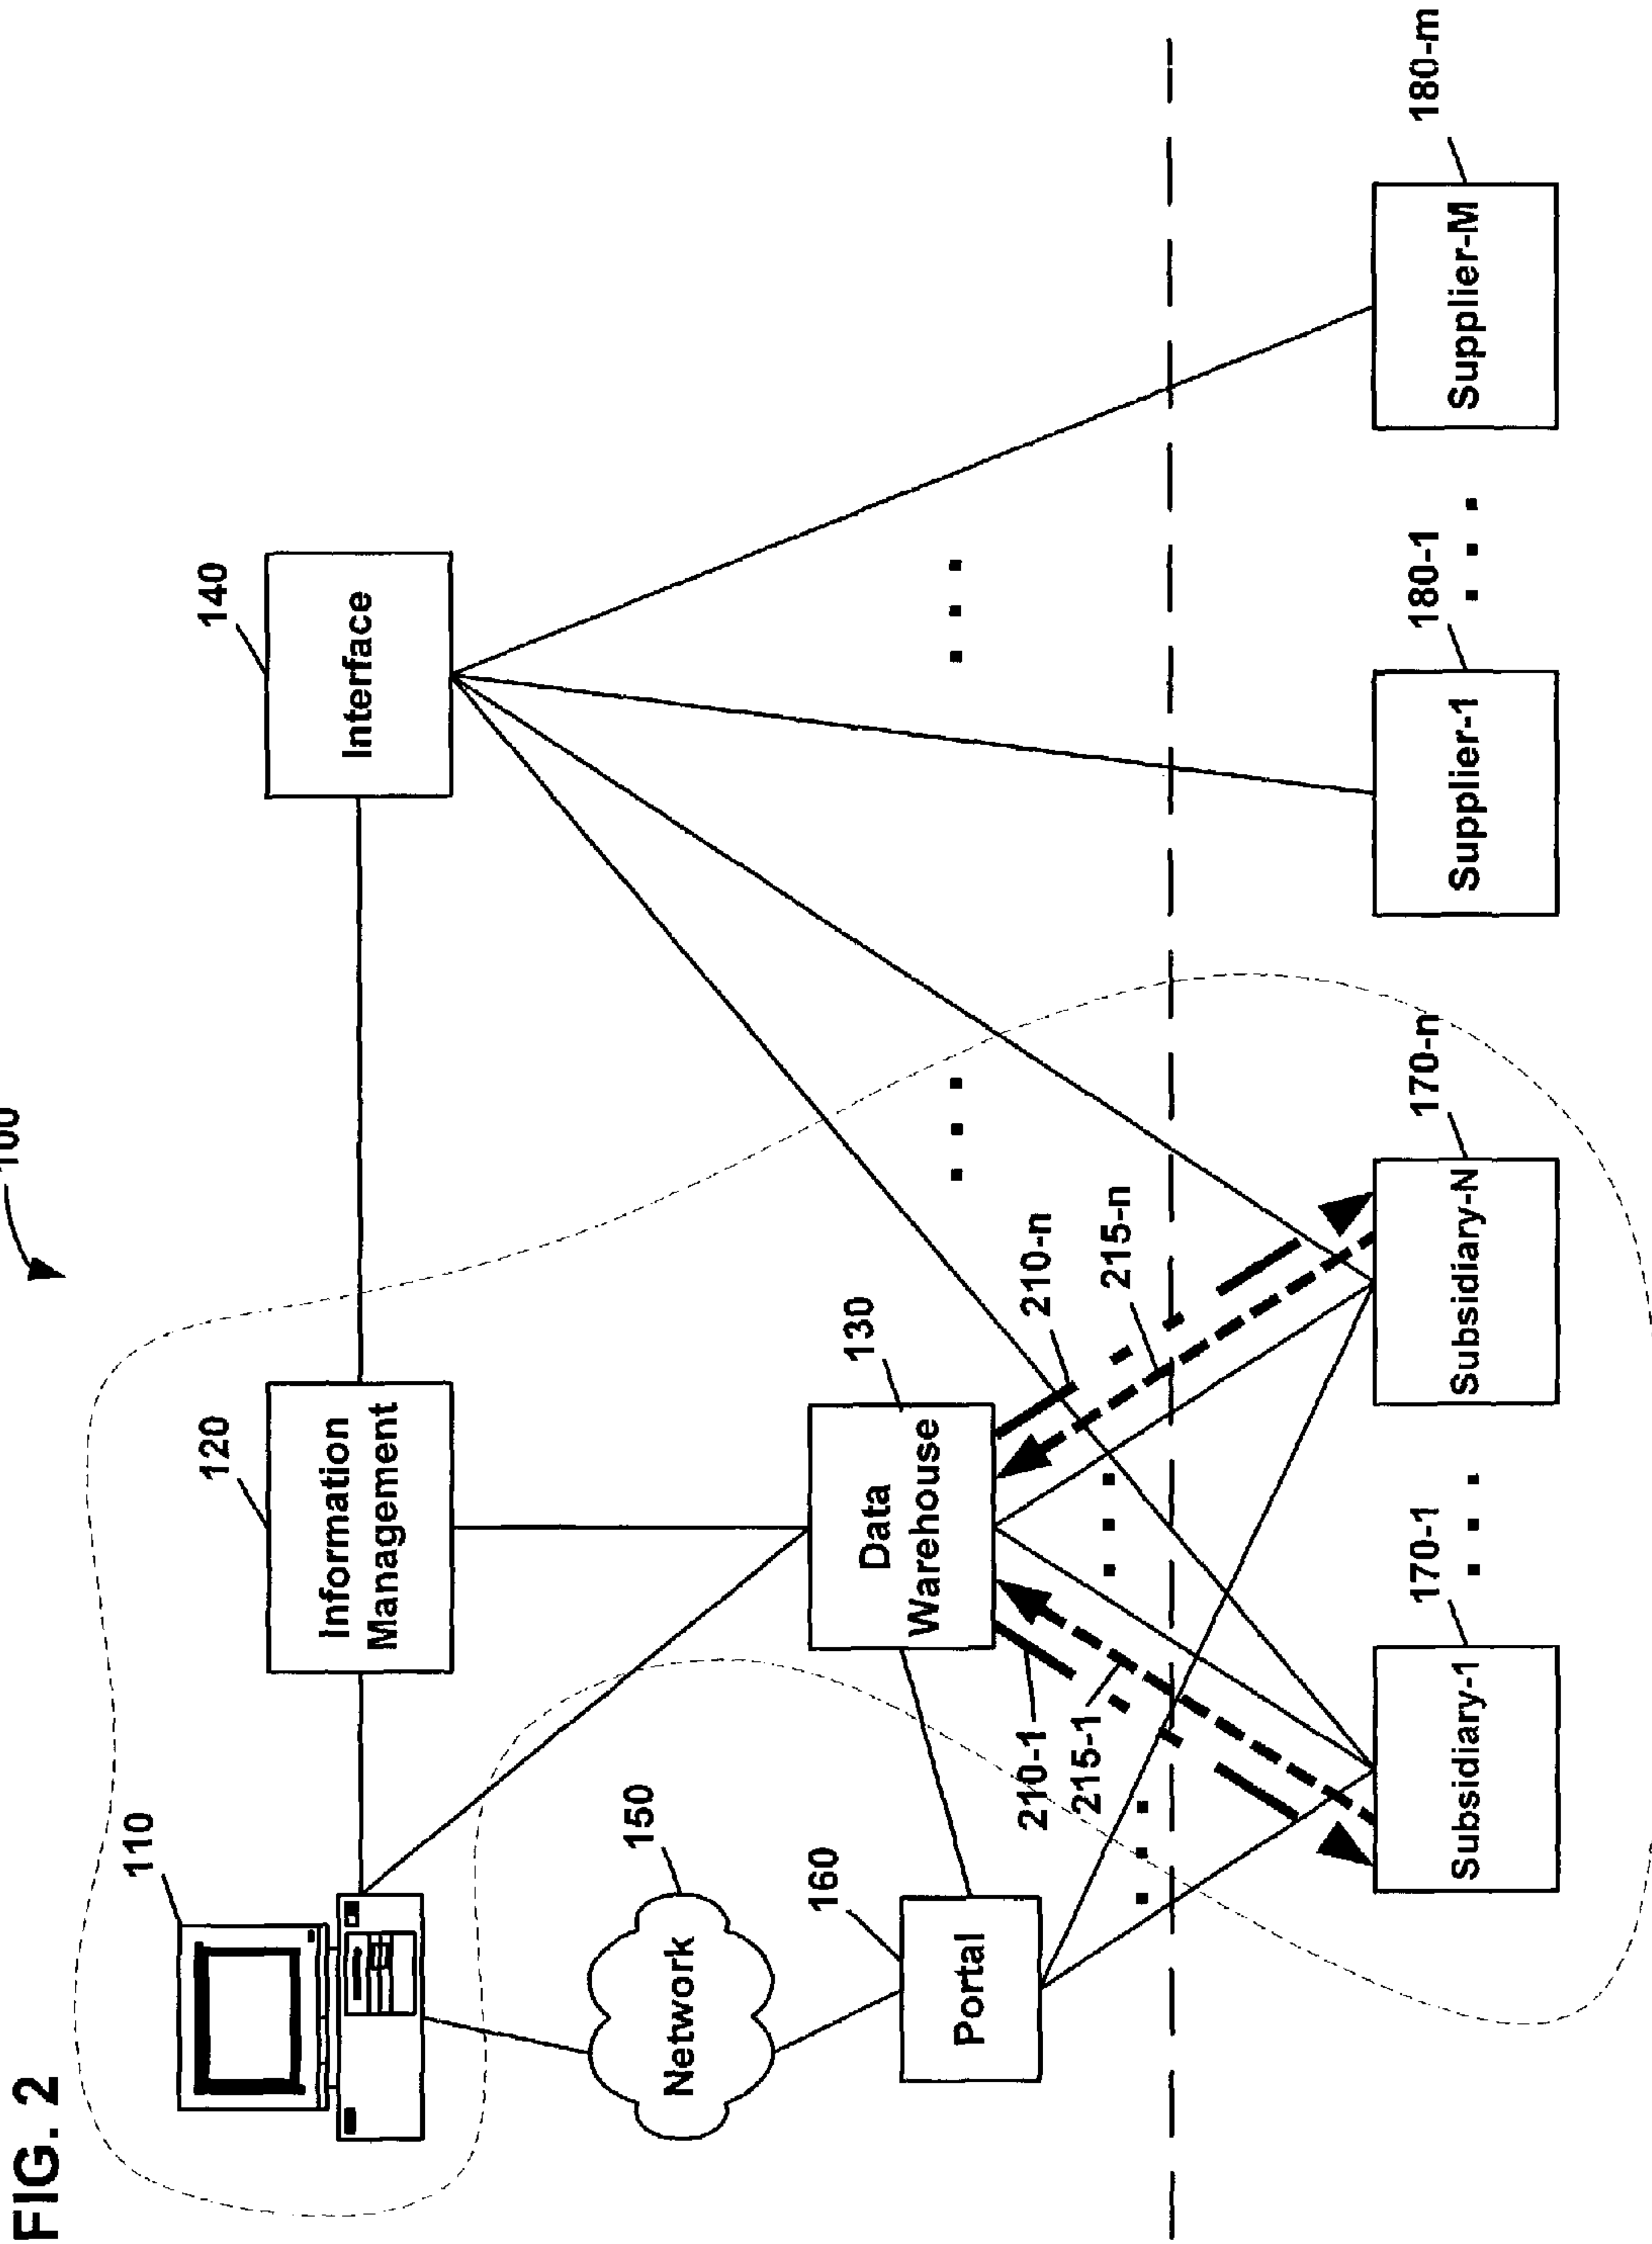 FIG. 2
100
110
120
Information
Management
140
Interface
150
Network
130
Data
Warehouse
160
Portal
210-1
215-1
210-n
215-n
170-1
Subsidiary-1
170-n
Subsidiary-N
180-1
Supplier-1
180-m
Supplier-M